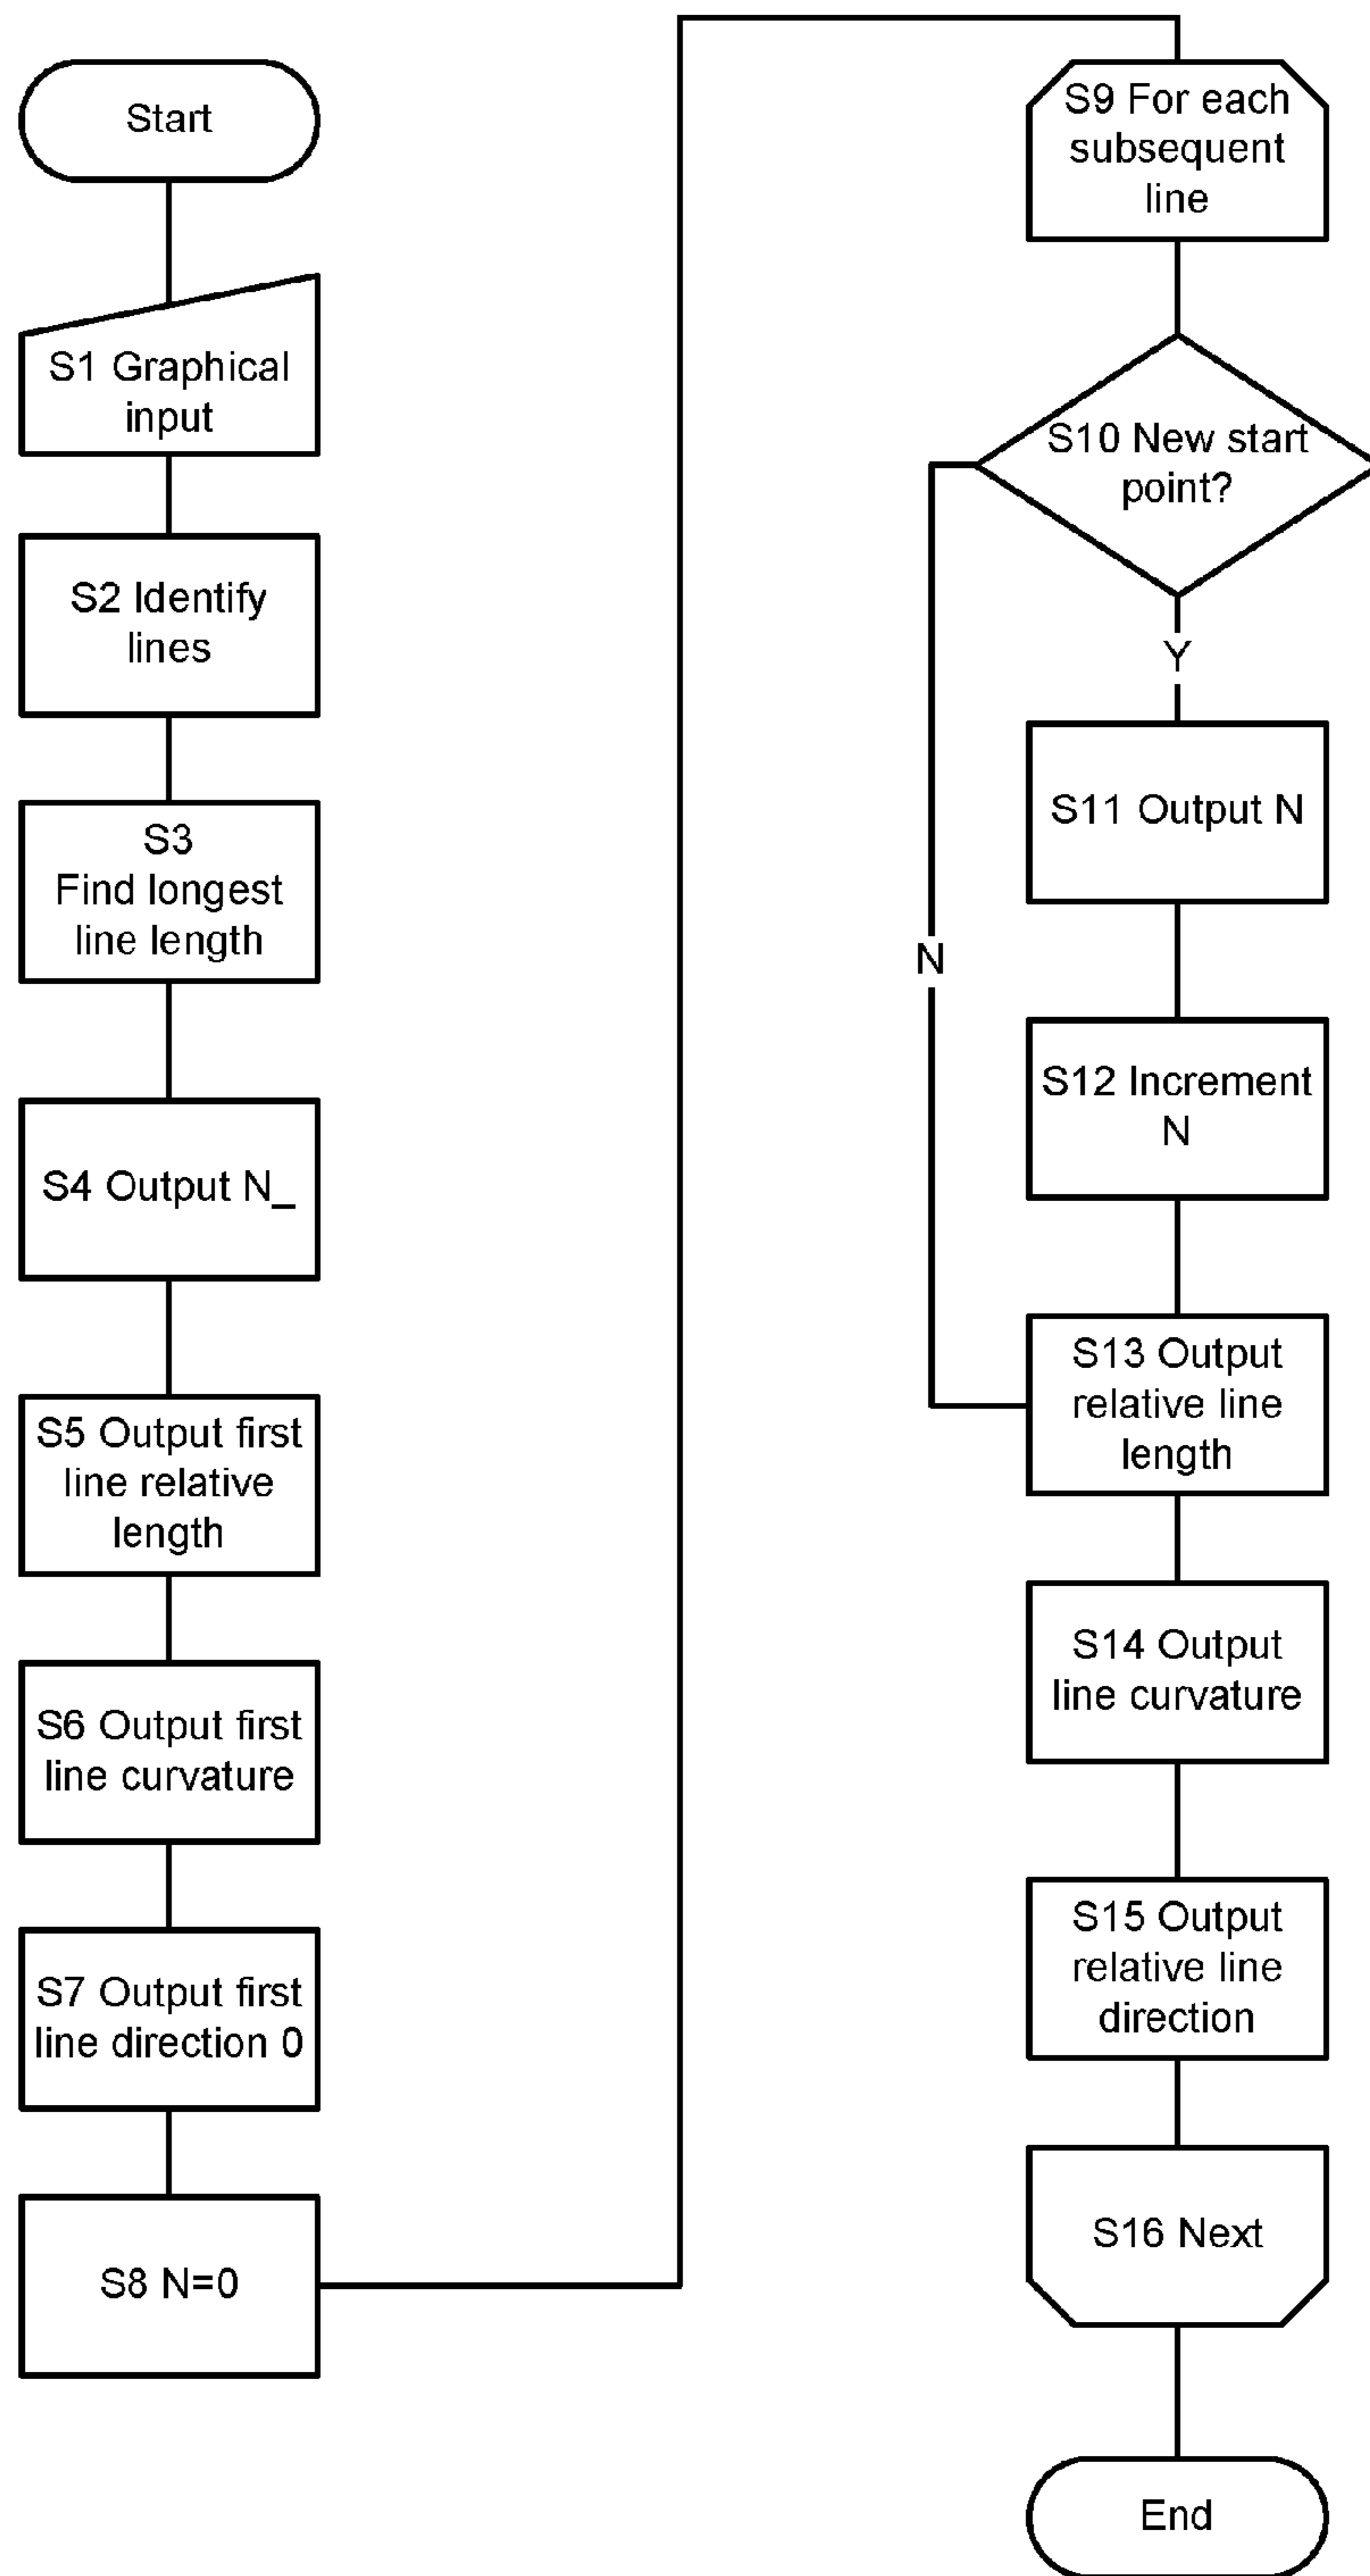 Start
S1 Graphical
input
S2 Identify
lines
S3
Find longest
line length
S4 Output N_
S5 Output first
line relative
length
S6 Output first
line curvature
S7 Output first
line direction 0
S8 N=0
S9 For each
subsequent
line
S10 New start
point?
Y
N
S11 Output N
S12 Increment
N
S13 Output
relative line
length
S14 Output
line curvature
S15 Output
relative line
direction
S16 Next
End